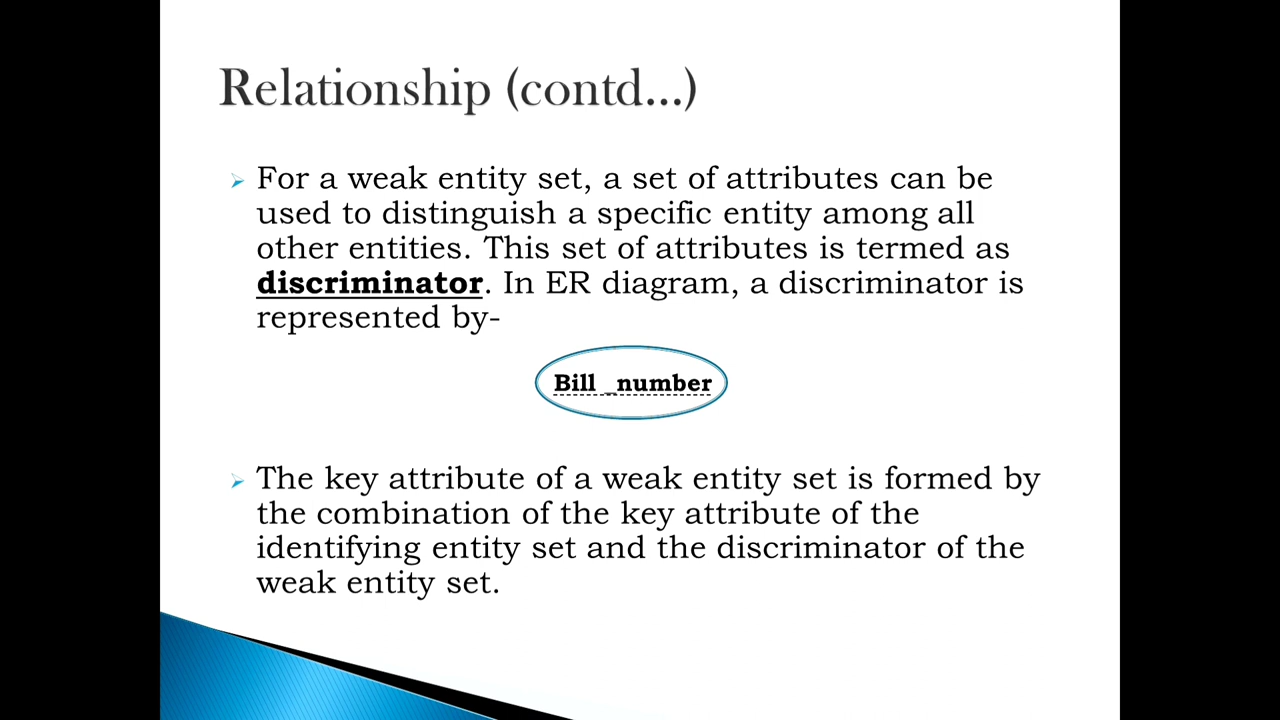 Relationship (contd...)
For a weak entity set, a set of attributes can be
used to distinguish a specific entity among all
other entities. This set of attributes is termed as
discriminator. In ER diagram, a discriminator is
represented by-
Bill _number
The key attribute of a weak entity set is formed by
the combination of the key attribute of the
identifying entity set and the discriminator of the
weak entity set.